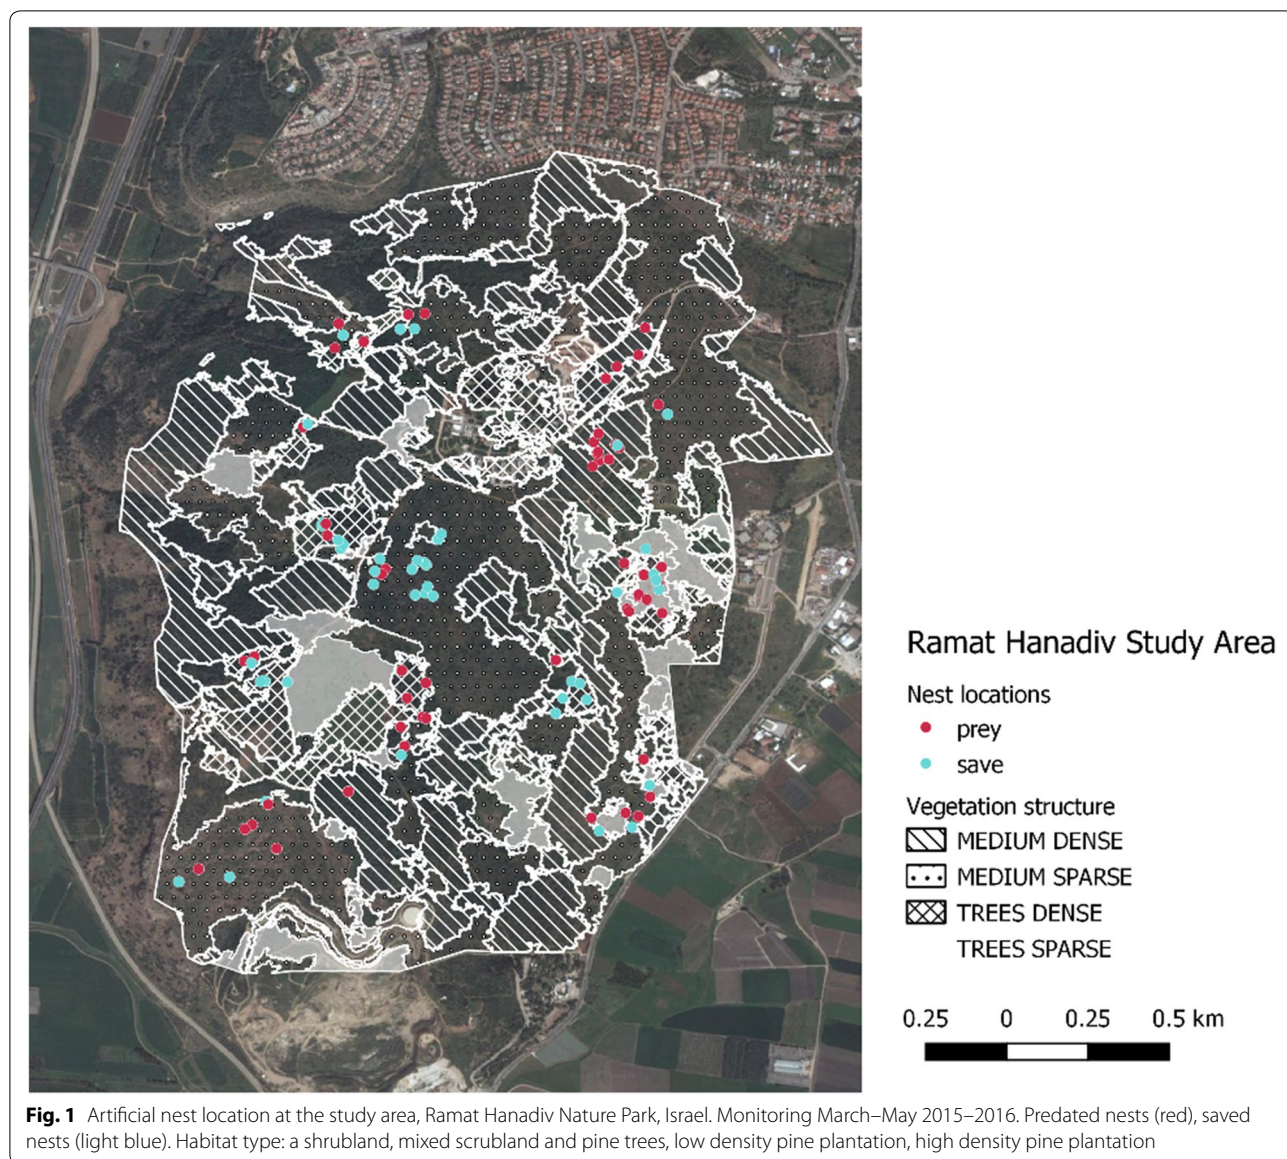 Ramat Hanadiv Study Area
Nest locations
prey
save
Vegetation structure
MEDIUM DENSE
MEDIUM SPARSE
TREES DENSE
TREES SPARSE
0.25 0 0.25 0.5 km
Fig. 1 Artificial nest location at the study area, Ramat Hanadiv Nature Park, Israel. Monitoring March–May 2015–2016. Predated nests (red), saved
nests (light blue). Habitat type: a shrubland, mixed scrubland and pine trees, low density pine plantation, high density pine plantation